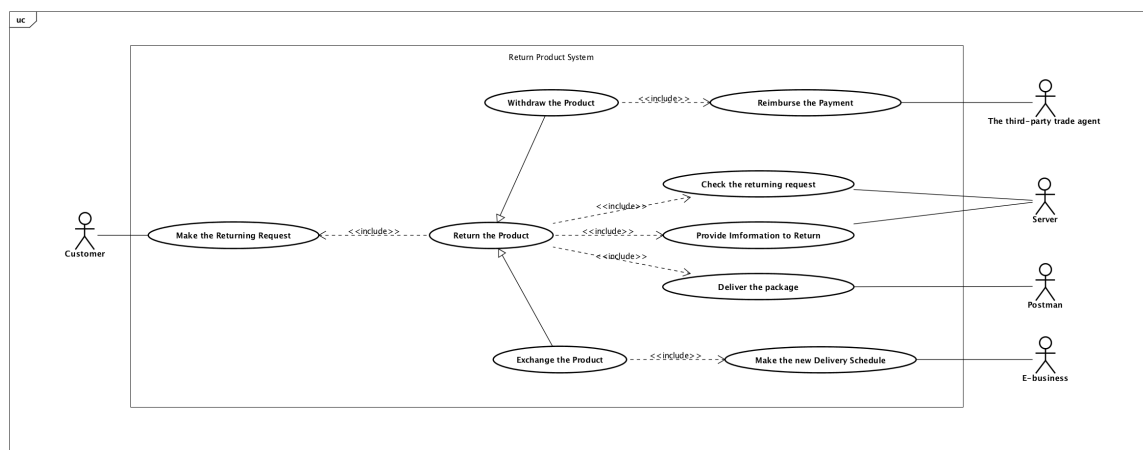 uc
Return Product System
Withdraw the Product
<<include>>
Reimburse the Payment
The third-party trade agent
Check the returning request
<<include>>
Server
Customer
Make the Returning Request
<<include>>
Return the Product
<<include>>
Provide Imformation to Return
<<include>>
Deliver the package
Postman
Exchange the Product
<<include>>
Make the new Delivery Schedule
E-business